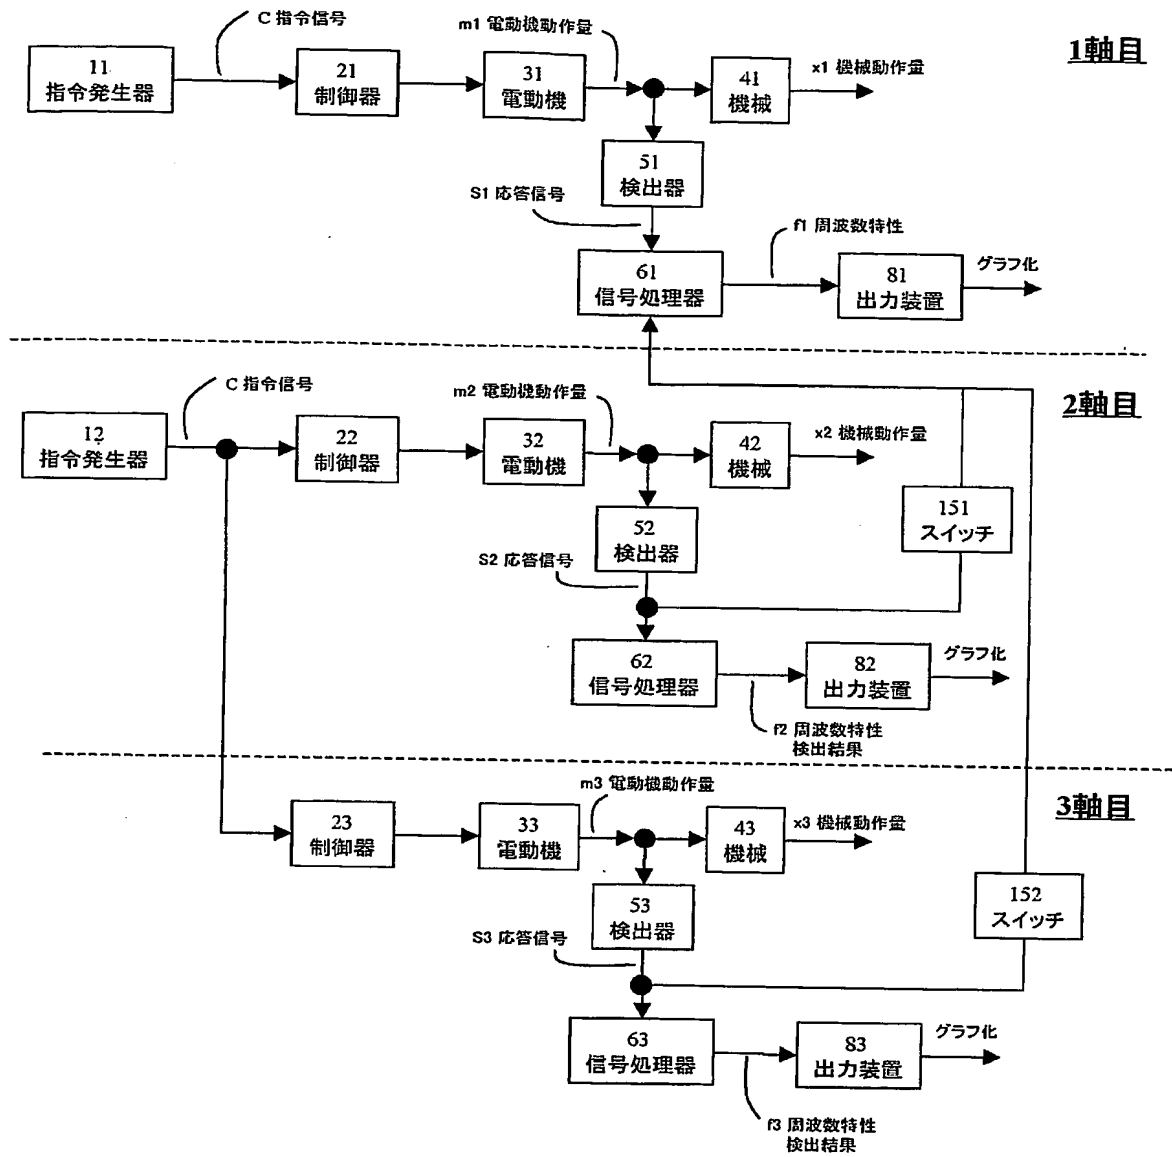 C 指令信号
m1 電動機動作量
1軸目
11
指令発生器
21
制御器
31
電動機
41
機械
x1 機械動作量
51
検出器
S1 応答信号
f1 周波数特性
61
信号処理器
81
出力装置
グラフ化
C 指令信号
m2 電動機動作量
2軸目
12
指令発生器
22
制御器
32
電動機
42
機械
x2 機械動作量
151
スイッチ
52
検出器
S2 応答信号
62
信号処理器
82
出力装置
グラフ化
f2 周波数特性
検出結果
m3 電動機動作量
3軸目
23
制御器
33
電動機
43
機械
x3 機械動作量
152
スイッチ
53
検出器
S3 応答信号
63
信号処理器
83
出力装置
グラフ化
f3 周波数特性
検出結果